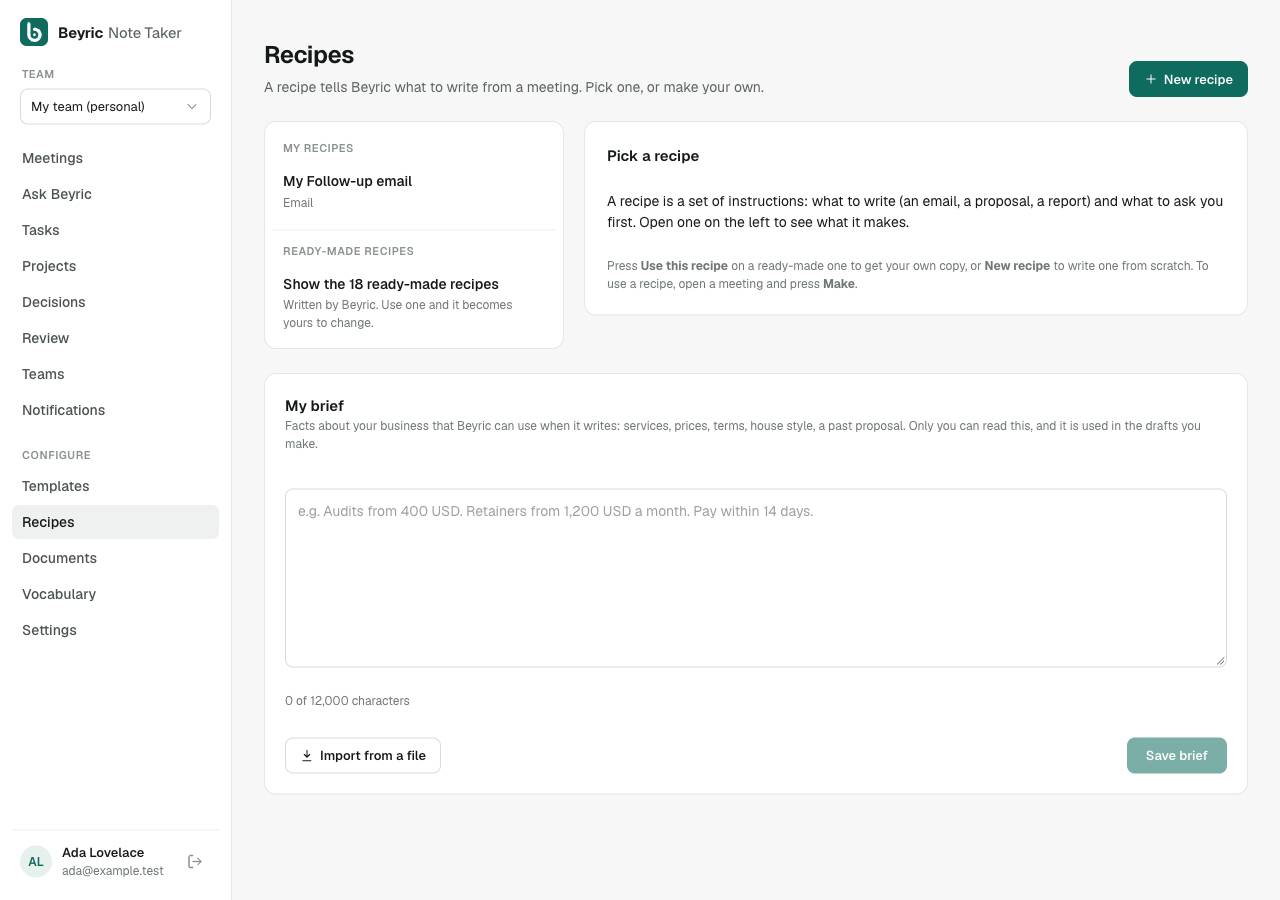 Beyric Note Taker
TEAM
My team (personal)
Meetings
Ask Beyric
Tasks
Projects
Decisions
Review
Teams
Notifications
CONFIGURE
Templates
Recipes
Documents
Vocabulary
Settings
AL
Ada Lovelace
ada@example.test
Recipes
A recipe tells Beyric what to write from a meeting. Pick one, or make your own.
+ New recipe
MY RECIPES
My Follow-up email
Email
READY-MADE RECIPES
Show the 18 ready-made recipes
Written by Beyric. Use one and it becomes
yours to change.
Pick a recipe
A recipe is a set of instructions: what to write (an email, a proposal, a report) and what to ask you
first. Open one on the left to see what it makes.
Press Use this recipe on a ready-made one to get your own copy, or New recipe to write one from scratch. To
use a recipe, open a meeting and press Make.
My brief
Facts about your business that Beyric can use when it writes: services, prices, terms, house style, a past proposal. Only you can read this, and it is used in the drafts you
make.
e.g. Audits from 400 USD. Retainers from 1,200 USD a month. Pay within 14 days.
0 of 12,000 characters
Import from a file
Save brief